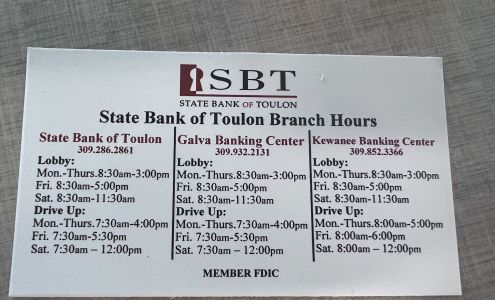 SBT
STATE BANK OF TOULON
State Bank of Toulon Branch Hours
State Bank of Toulon
309.286.2861
Lobby:
Mon.-Thurs.8:30am-3:00pm
Fri. 8:30am-5:00pm
Sat. 8:30am-11:30am
Drive Up:
Mon.-Thurs.7:30am-4:00pm
Fri. 7:30am-5:30pm
Sat. 7:30am – 12:00pm
Galva Banking Center
309.932.2131
Lobby:
Mon.-Thurs.8:30am-3:00pm
Fri. 8:30am-5:00pm
Sat. 8:30am-11:30am
Drive Up:
Mon.-Thurs.7:30am-4:00pm
Fri. 7:30am-5:30pm
Sat. 7:30am – 12:00pm
Kewanee Banking Center
309.852.3366
Lobby:
Mon.-Thurs.8:30am-3:00pm
Fri. 8:30am-5:00pm
Sat. 8:30am-11:30am
Drive Up:
Mon.-Thurs.8:00am-5:00pm
Fri. 8:00am-6:00pm
Sat. 8:00am – 12:00pm
MEMBER FDIC